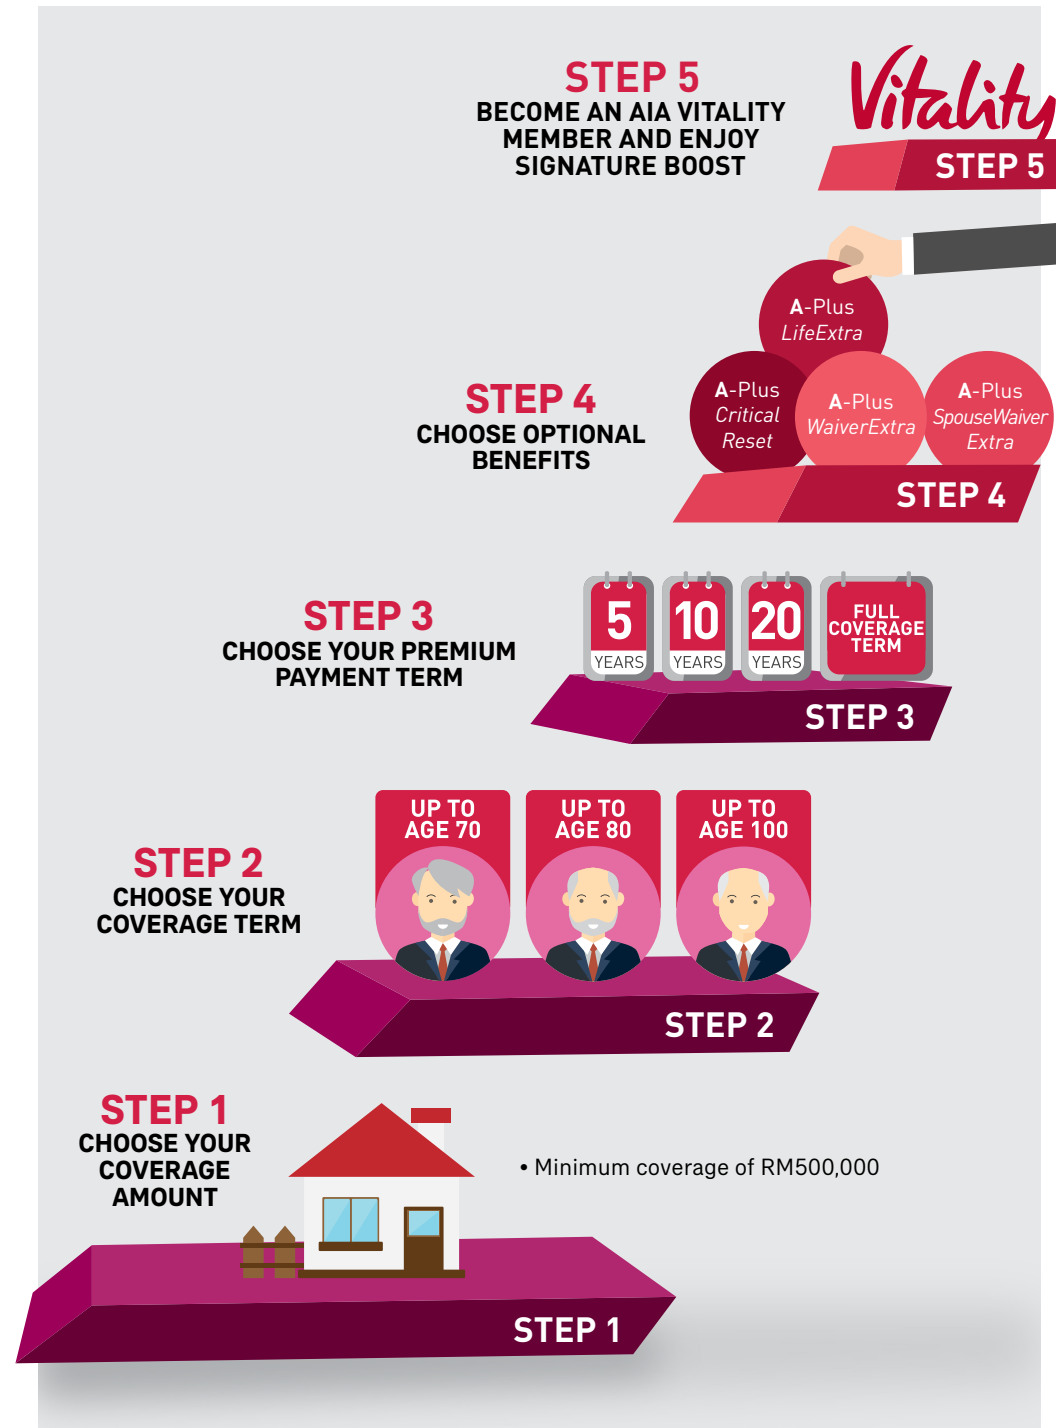 STEP 5
BECOME AN AIA VITALITY
MEMBER AND ENJOY
SIGNATURE BOOST
Vitality
STEP 5
A-Plus
LifeExtra
STEP 4
CHOOSE OPTIONAL
BENEFITS
A-Plus
Critical
Reset
A-Plus
WaiverExtra
A-Plus
SpouseWaiver
Extra
STEP 4
STEP 3
CHOOSE YOUR PREMIUM
PAYMENT TERM
5
YEARS
10
YEARS
20
YEARS
FULL
COVERAGE
TERM
STEP 3
STEP 2
CHOOSE YOUR
COVERAGE TERM
UP TO
AGE 70
UP TO
AGE 80
UP TO
AGE 100
STEP 2
STEP 1
CHOOSE YOUR
COVERAGE
AMOUNT
• Minimum coverage of RM500,000
STEP 1